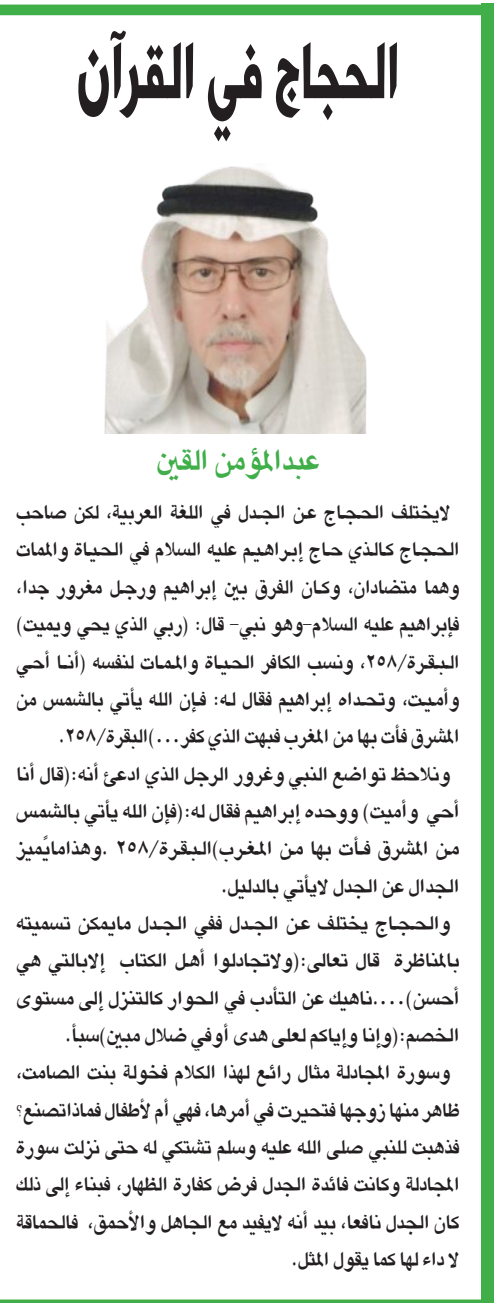 الحجاج في القرآن
عبدالمؤمن القين
لايختلف الحجاج عن الجدل في اللغة العربية، لكن صاحب
الحجاج كالذي حاج إبراهيم عليه السلام في الحياة والممات
وهما متضادان، وكان الفرق بين إبراهيم ورجل مغرور جدا،
فإبراهيم عليه السلام-وهو نبي- قال: (ربي الذي يحي ويميت)
البقرة/٢٥٨، ونسب الكافر الحياة والممات لنفسه (أنا أحي
وأميت، وتحداه إبراهيم فقال له: فإن الله يأتي بالشمس من
المشرق فأت بها من المغرب فبهت الذي كفر...)البقرة/٢٥٨.
ونلاحظ تواضع النبي وغرور الرجل الذي ادعئ أنه:(قال أنا
أحي وأميت) ووحده إبراهيم فقال له:(فإن الله يأتي بالشمس
من المشرق فأت بها من المغرب)البقرة/٢٥٨ .وهذامايًميز
الجدال عن الجدل لايأتي بالدليل.
والحجاج يختلف عن الجدل ففي الجدل مايمكن تسميته
بالمناظرة قال تعالى:(ولاتجادلوا أهل الكتاب إلابالتي هي
أحسن)....ناهيك عن التأدب في الحوار كالتنزل إلى مستوى
الخصم:(وإنا وإياكم لعلى هدى أوفي ضلال مبين)سبأ.
وسورة المجادلة مثال رائع لهذا الكلام فخولة بنت الصامت،
ظاهر منها زوجها فتحيرت في أمرها، فهي أم لأطفال فماذاتصنع؟
فذهبت للنبي صلى الله عليه وسلم تشتكي له حتى نزلت سورة
المجادلة وكانت فائدة الجدل فرض كفارة الظهار، فبناء إلى ذلك
كان الجدل نافعا، بيد أنه لايفيد مع الجاهل والأحمق، فالحماقة
لا داء لها كما يقول المثل.